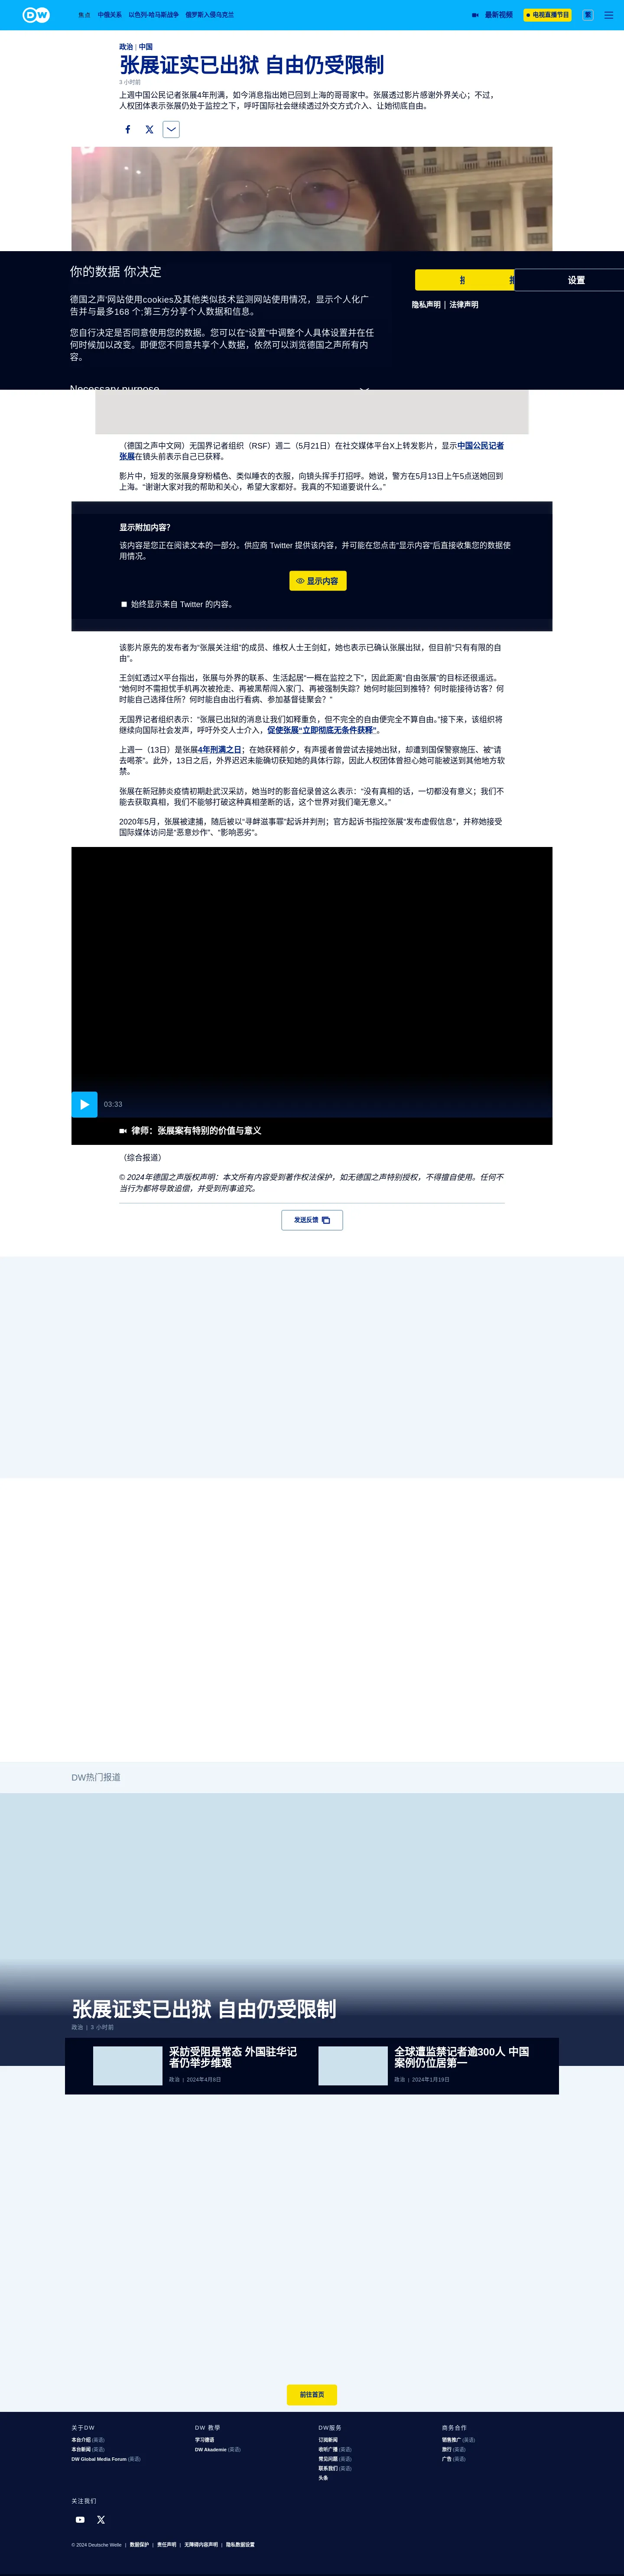 DW
焦点 中俄关系 以色列-哈马斯战争 俄罗斯入侵乌克兰
最新视频 电视直播节目 繁
政治 | 中国
张展证实已出狱 自由仍受限制
3 小时前
上週中国公民记者张展4年刑满，如今消息指出她已回到上海的哥哥家中。张展透过影片感谢外界关心；不过，
人权团体表示张展仍处于监控之下，呼吁国际社会继续透过外交方式介入、让她彻底自由。
你的数据 你决定
德国之声'网站使用cookies及其他类似技术监测网站使用情况，显示个人化广
告并与最多168 个;第三方分享个人数据和信息。
您自行决定是否同意使用您的数据。您可以在"设置"中调整个人具体设置并在任
何时候加以改变。即便您不同意共享个人数据，依然可以浏览德国之声所有内
容。
设置
隐私声明 | 法律声明
Necessary purpose
（德国之声中文网）无国界记者组织（RSF）週二（5月21日）在社交媒体平台X上转发影片，显示中国公民记者
张展在镜头前表示自己已获释。
影片中，短发的张展身穿粉橘色、类似睡衣的衣服，向镜头挥手打招呼。她说，警方在5月13日上午5点送她回到
上海。“谢谢大家对我的帮助和关心，希望大家都好。我真的不知道要说什么。”
显示附加内容?
该内容是您正在阅读文本的一部分。供应商 Twitter 提供该内容，并可能在您点击“显示内容”后直接收集您的数据使
用情况。
显示内容
始终显示来自 Twitter 的内容。
该影片原先的发布者为“张展关注组”的成员、维权人士王剑虹，她也表示已确认张展出狱，但目前“只有有限的自
由”。
王剑虹透过X平台指出，张展与外界的联系、生活起居“一概在监控之下”，因此距离“自由张展”的目标还很遥远。
“她何时不需担忧手机再次被抢走、再被黑帮闯入家门、再被强制失踪？她何时能回到推特？何时能接待访客？何
时能自己选择住所？何时能自由出行看病、参加基督徒聚会？”
无国界记者组织表示：“张展已出狱的消息让我们如释重负，但不完全的自由便完全不算自由。”接下来，该组织将
继续向国际社会发声，呼吁外交人士介入，促使张展“立即彻底无条件获释”。
上週一（13日）是张展4年刑满之日；在她获释前夕，有声援者曾尝试去接她出狱，却遭到国保警察施压、被“请
去喝茶”。此外，13日之后，外界迟迟未能确切获知她的具体行踪，因此人权团体曾担心她可能被送到其他地方软
禁。
张展在新冠肺炎疫情初期赴武汉采訪，她当时的影音纪录曾这么表示：“没有真相的话，一切都没有意义；我们不
能去获取真相，我们不能够打破这种真相垄断的话，这个世界对我们毫无意义。”
2020年5月，张展被逮捕，随后被以“寻衅滋事罪”起诉并判刑；官方起诉书指控张展“发布虚假信息”，并称她接受
国际媒体访问是“恶意炒作”、“影响恶劣”。
03:33
律师：张展案有特别的价值与意义
（综合报道）
© 2024年德国之声版权声明：本文所有内容受到著作权法保护，如无德国之声特别授权，不得擅自使用。任何不
当行为都将导致追偿，并受到刑事追究。
发送反馈
DW热门报道
张展证实已出狱 自由仍受限制
政治 | 3 小时前
采訪受阻是常态 外国驻华记
者仍举步维艰
政治 | 2024年4月8日
全球遭监禁记者逾300人 中国
案例仍位居第一
政治 | 2024年1月19日
前往首页
关于DW
本台介绍 (英语)
本台新闻 (英语)
DW Global Media Forum (英语)
DW 教學
学习德语
DW Akademie (英语)
DW服务
订阅新闻
收听广播 (英语)
常见问题 (英语)
联系我们 (英语)
头条
商务合作
销售推广 (英语)
旅行 (英语)
广告 (英语)
关注我们
© 2024 Deutsche Welle | 数据保护 | 责任声明 | 无障碍内容声明 | 隐私数据设置